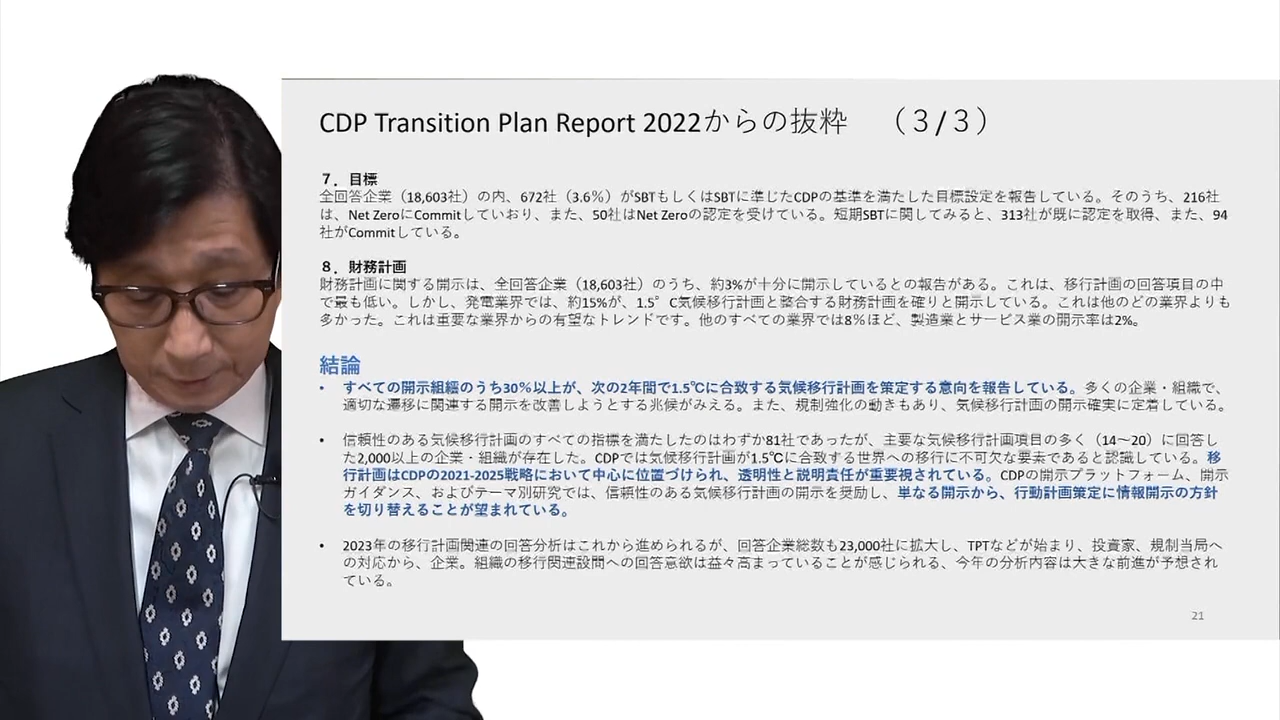 CDP Transition Plan Report 2022からの抜粋　（３/３）
７．目標
全回答企業（18,603社）の内、672社（3.6％）がSBTもしくはSBTに準じたCDPの基準を満たした目標設定を報告している。そのうち、216社
は、Net ZeroにCommitしていおり、また、50社はNet Zeroの認定を受けている。短期SBTに関してみると、313社が既に認定を取得、また、94
社がCommitしている。
８．財務計画
財務計画に関する開示は、全回答企業（18,603社）のうち、約3%が十分に開示しているとの報告がある。これは、移行計画の回答項目の中
で最も低い。しかし、発電業界では、約15%が、1.5°C気候移行計画と整合する財務計画を確りと開示している。これは他のどの業界よりも
多かった。これは重要な業界からの有望なトレンドです。他のすべての業界では8%ほど、製造業とサービス業の開示率は2%。
結論
• すべての開示組織のうち30％以上が、次の2年間で1.5℃に合致する気候移行計画を策定する意向を報告している。多くの企業・組織で、
適切な遷移に関連する開示を改善しようとする兆候がみえる。また、規制強化の動きもあり、気候移行計画の開示確実に定着している。
• 信頼性のある気候移行計画のすべての指標を満たしたのはわずか81社であったが、主要な気候移行計画項目の多く（14～20）に回答し
た2,000以上の企業・組織が存在した。CDPでは気候移行計画が1.5℃に合致する世界への移行に不可欠な要素であると認識している。移
行計画はCDPの2021-2025戦略において中心に位置づけられ、透明性と説明責任が重要視されている。CDPの開示プラットフォーム、開示
ガイダンス、およびテーマ別研究では、信頼性のある気候移行計画の開示を奨励し、単なる開示から、行動計画策定に情報開示の方針
を切り替えることが望まれている。
• 2023年の移行計画関連の回答分析はこれから進められるが、回答企業総数も23,000社に拡大し、TPTなどが始まり、投資家、規制当局へ
の対応から、企業。組織の移行関連設問への回答意欲は益々高まっていることが感じられる、今年の分析内容は大きな前進が予想され
ている。
21